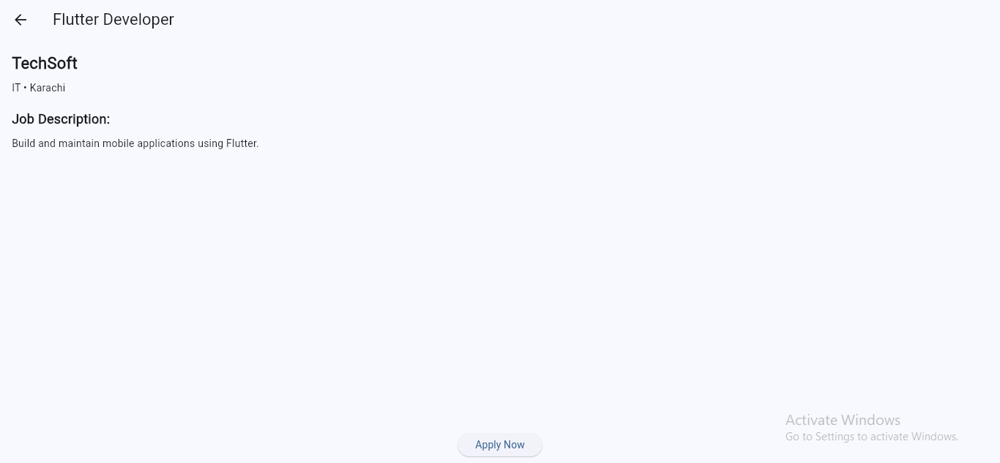 Flutter Developer
TechSoft
IT • Karachi
Job Description:
Build and maintain mobile applications using Flutter.
Activate Windows
Go to Settings to activate Windows.
Apply Now